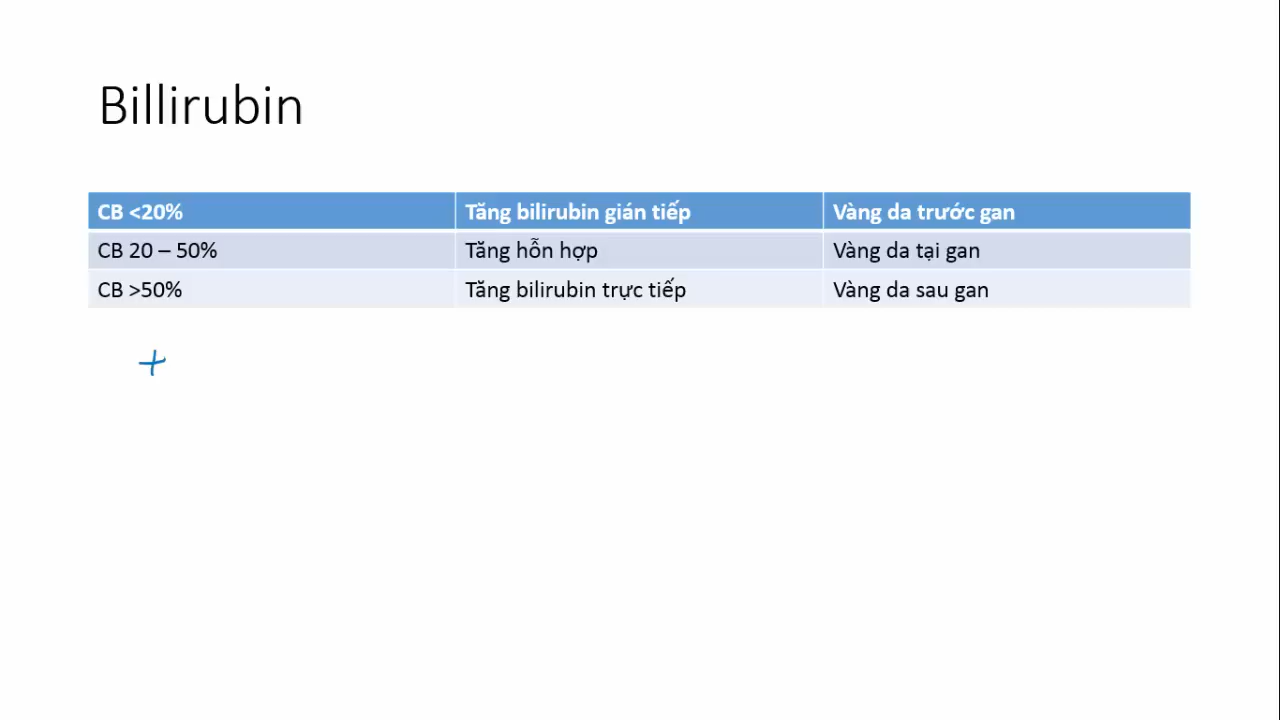 Billirubin
CB <20% Tăng bilirubin gián tiếp Vàng da trước gan
CB 20 – 50% Tăng hỗn hợp Vàng da tại gan
CB >50% Tăng bilirubin trực tiếp Vàng da sau gan
+